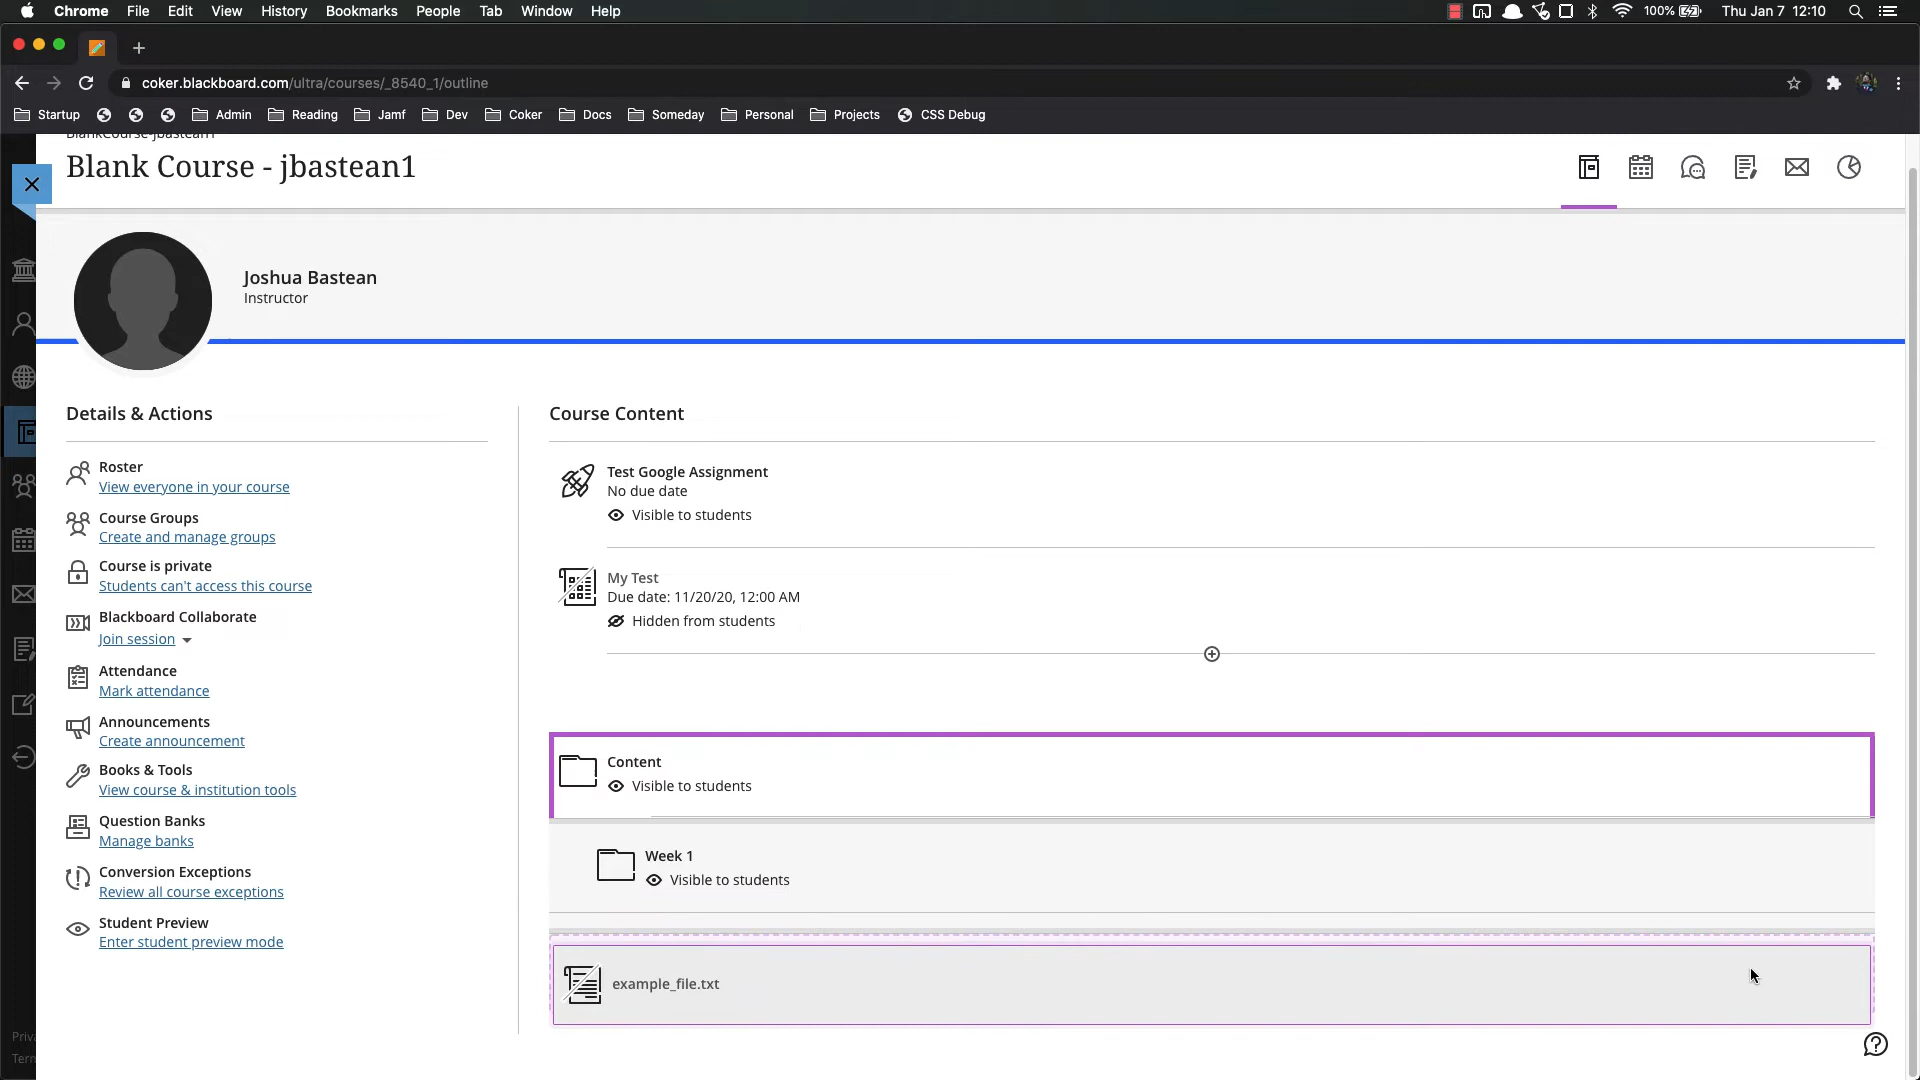 Chrome File Edit View History Bookmarks People Tab Window Help 100% Thu Jan 7 12:10
coker.blackboard.com/ultra/courses/_8540_1/outline
Startup Admin Reading Jamf Dev Coker Docs Someday Personal Projects CSS Debug
BlankCourse-jbastean1
Blank Course - jbastean1
Joshua Bastean
Instructor
Details & Actions
Roster
View everyone in your course
Course Groups
Create and manage groups
Course is private
Students can't access this course
Blackboard Collaborate
Join session
Attendance
Mark attendance
Announcements
Create announcement
Books & Tools
View course & institution tools
Question Banks
Manage banks
Conversion Exceptions
Review all course exceptions
Student Preview
Enter student preview mode
Course Content
Test Google Assignment
No due date
Visible to students
My Test
Due date: 11/20/20, 12:00 AM
Hidden from students
Content
Visible to students
Week 1
Visible to students
example_file.txt